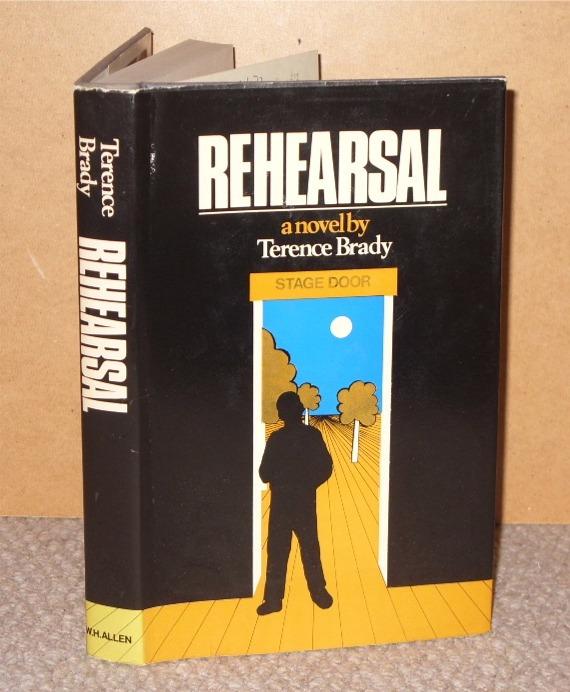 Terence
Brady
REHEARSAL
W.H.ALLEN
REHEARSAL
a novel by
Terence Brady
STAGE DOOR